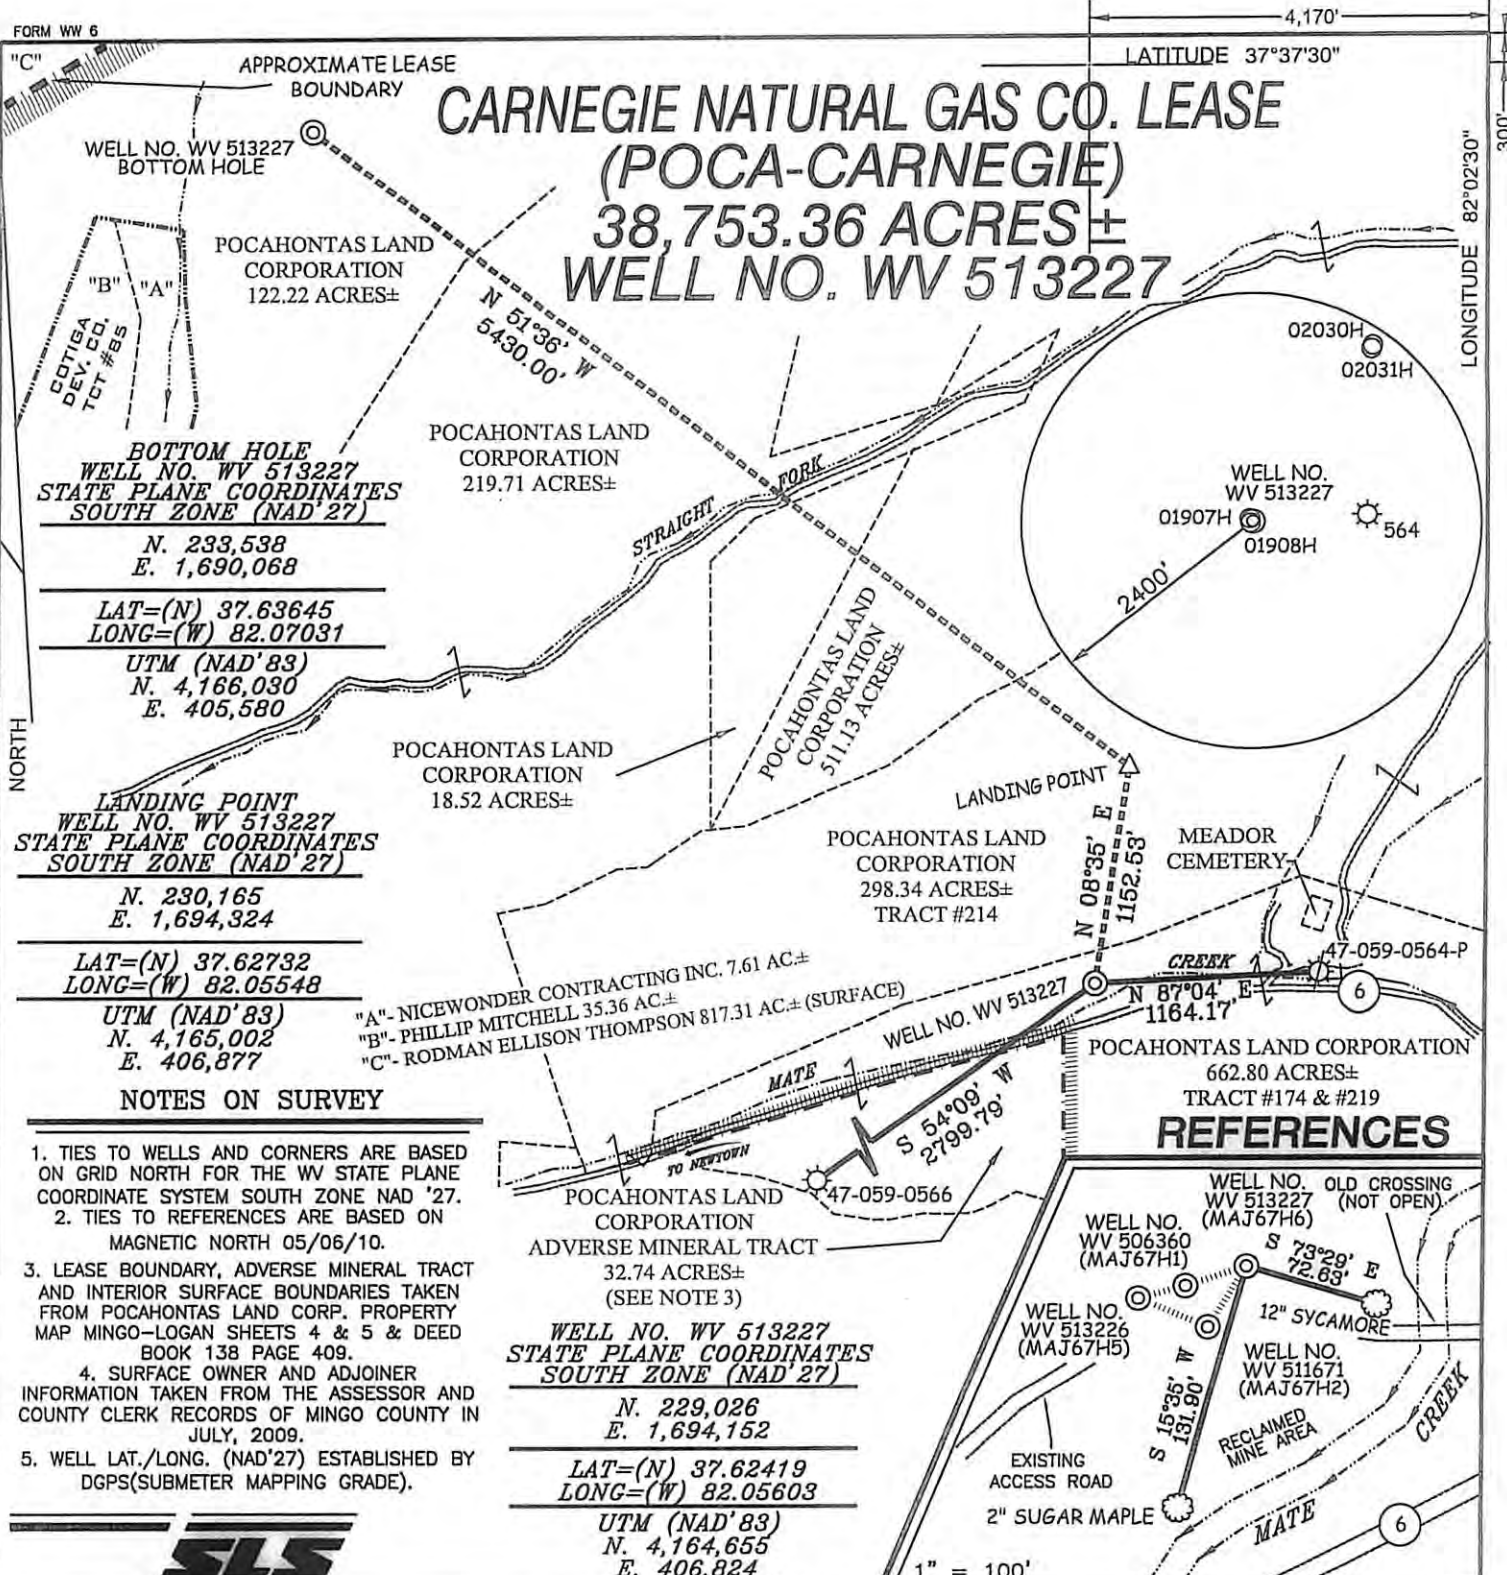 FORM WW 6
4,170'
LATITUDE 37°37'30"
300'
LONGITUDE 82°02'30"
"C"
APPROXIMATE LEASE
BOUNDARY
CARNEGIE NATURAL GAS CO. LEASE
(POCA-CARNEGIE)
38,753.36 ACRES ±
WELL NO. WV 513227
WELL NO. WV 513227
BOTTOM HOLE
POCAHONTAS LAND
CORPORATION
122.22 ACRES±
"B"
"A"
COTIGA
DEV. CO.
TCT #85
N 51°36' W
5430.00'
02030H
02031H
WELL NO.
WV 513227
01907H
01908H
564
2400'
POCAHONTAS LAND
CORPORATION
219.71 ACRES±
STRAIGHT
FORK
BOTTOM HOLE
WELL NO. WV 513227
STATE PLANE COORDINATES
SOUTH ZONE (NAD'27)
N. 233,538
E. 1,690,068
LAT=(N) 37.63645
LONG=(W) 82.07031
UTM (NAD'83)
N. 4,166,030
E. 405,580
NORTH
POCAHONTAS LAND
CORPORATION
511.13 ACRES±
POCAHONTAS LAND
CORPORATION
18.52 ACRES±
LANDING POINT
LANDING POINT
WELL NO. WV 513227
STATE PLANE COORDINATES
SOUTH ZONE (NAD'27)
N. 230,165
E. 1,694,324
LAT=(N) 37.62732
LONG=(W) 82.05548
UTM (NAD'83)
N. 4,165,002
E. 406,877
POCAHONTAS LAND
CORPORATION
298.34 ACRES±
TRACT #214
N 08°35' E
1152.53'
MEADOR
CEMETERY
47-059-0564-P
CREEK
N 87°04' E
1164.17'
6
"A"- NICEWONDER CONTRACTING INC. 7.61 AC.±
"B"- PHILLIP MITCHELL 35.36 AC.±
"C"- RODMAN ELLISON THOMPSON 817.31 AC.± (SURFACE)
WELL NO. WV 513227
MATE
TO NEWTOWN
S 54°09' W
2799.79'
47-059-0566
POCAHONTAS LAND CORPORATION
662.80 ACRES±
TRACT #174 & #219
NOTES ON SURVEY
1. TIES TO WELLS AND CORNERS ARE BASED
ON GRID NORTH FOR THE WV STATE PLANE
COORDINATE SYSTEM SOUTH ZONE NAD '27.
2. TIES TO REFERENCES ARE BASED ON
MAGNETIC NORTH 05/06/10.
3. LEASE BOUNDARY, ADVERSE MINERAL TRACT
AND INTERIOR SURFACE BOUNDARIES TAKEN
FROM POCAHONTAS LAND CORP. PROPERTY
MAP MINGO-LOGAN SHEETS 4 & 5 & DEED
BOOK 138 PAGE 409.
4. SURFACE OWNER AND ADJOINER
INFORMATION TAKEN FROM THE ASSESSOR AND
COUNTY CLERK RECORDS OF MINGO COUNTY IN
JULY, 2009.
5. WELL LAT./LONG. (NAD'27) ESTABLISHED BY
DGPS(SUBMETER MAPPING GRADE).
SLS
POCAHONTAS LAND
CORPORATION
ADVERSE MINERAL TRACT
32.74 ACRES±
(SEE NOTE 3)
WELL NO. WV 513227
STATE PLANE COORDINATES
SOUTH ZONE (NAD'27)
N. 229,026
E. 1,694,152
LAT=(N) 37.62419
LONG=(W) 82.05603
UTM (NAD'83)
N. 4,164,655
E. 406,824
REFERENCES
WELL NO.
WV 513227
(MAJ67H6)
OLD CROSSING
(NOT OPEN)
WELL NO.
WV 506360
(MAJ67H1)
S 73°29' E
72.63'
12" SYCAMORE
WELL NO.
WV 513226
(MAJ67H5)
WELL NO.
WV 511671
(MAJ67H2)
S 15°35' W
131.90'
RECLAIMED
MINE AREA
EXISTING
ACCESS ROAD
2" SUGAR MAPLE
CREEK
MATE
6
1" = 100'